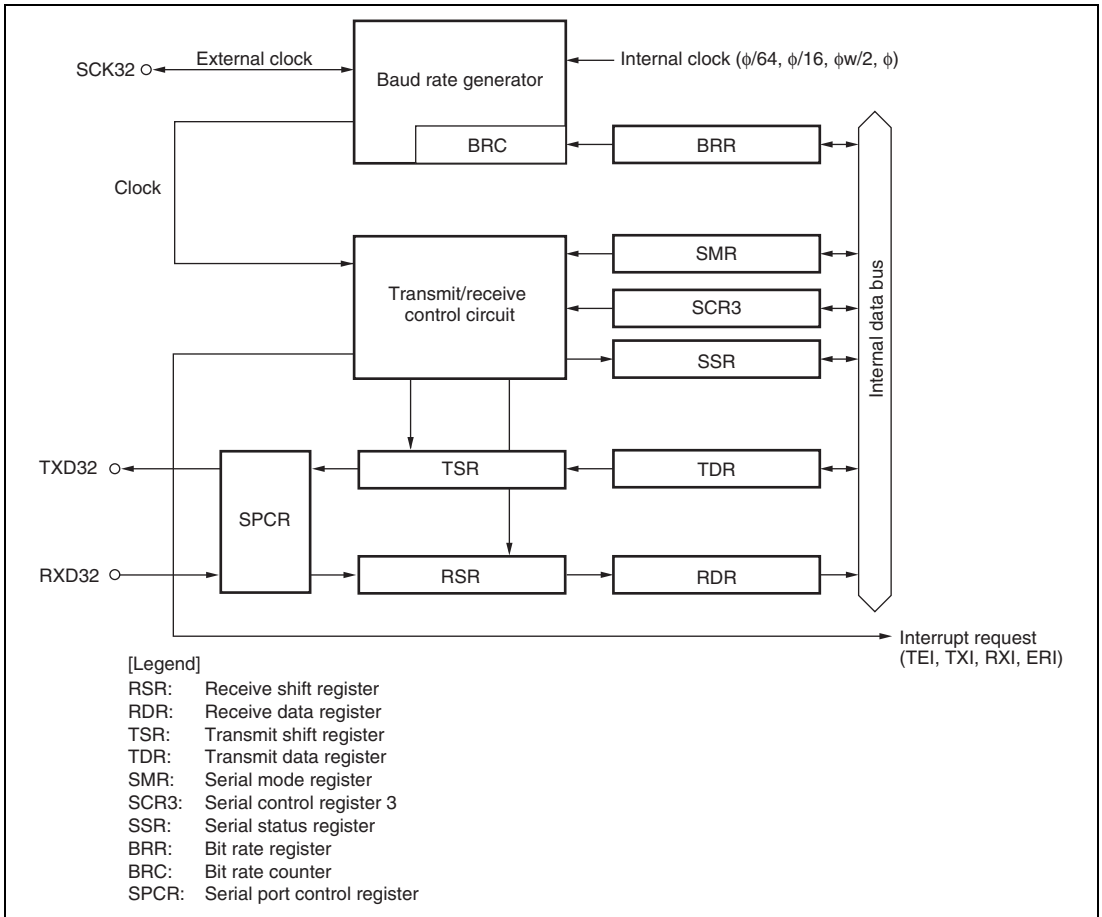 SCK32
External clock
Internal clock (ϕ/64, ϕ/16, ϕw/2, ϕ)
Baud rate generator
BRC
BRR
Clock
SMR
Transmit/receive
control circuit
SCR3
SSR
Internal data bus
TXD32
TSR
TDR
SPCR
RXD32
RSR
RDR
Interrupt request
(TEI, TXI, RXI, ERI)
[Legend]
RSR: Receive shift register
RDR: Receive data register
TSR: Transmit shift register
TDR: Transmit data register
SMR: Serial mode register
SCR3: Serial control register 3
SSR: Serial status register
BRR: Bit rate register
BRC: Bit rate counter
SPCR: Serial port control register